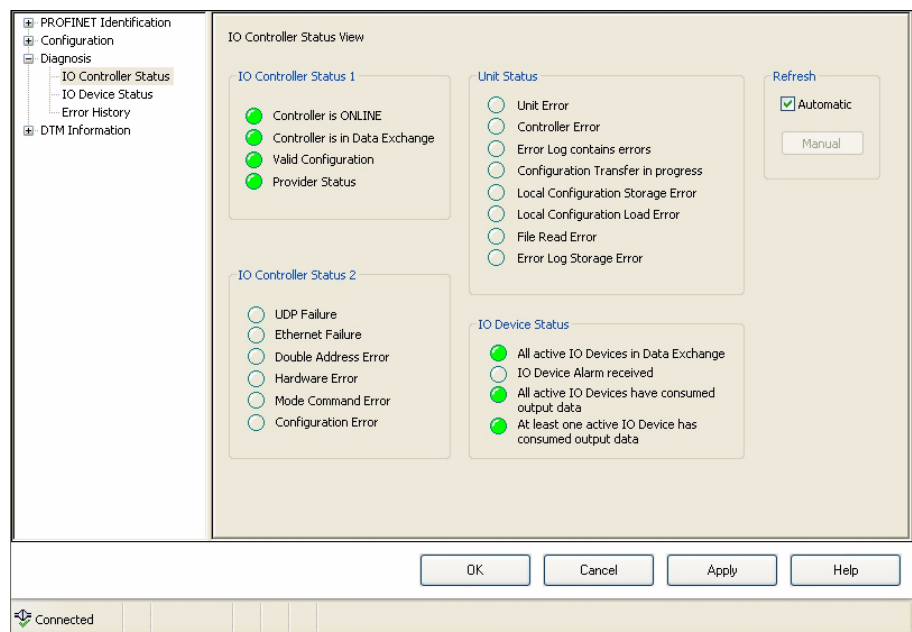 PROFINET Identification
Configuration
Diagnosis
IO Controller Status
IO Device Status
Error History
DTM Information
IO Controller Status View
IO Controller Status 1
Controller is ONLINE
Controller is in Data Exchange
Valid Configuration
Provider Status
IO Controller Status 2
UDP Failure
Ethernet Failure
Double Address Error
Hardware Error
Mode Command Error
Configuration Error
Unit Status
Unit Error
Controller Error
Error Log contains errors
Configuration Transfer in progress
Local Configuration Storage Error
Local Configuration Load Error
File Read Error
Error Log Storage Error
IO Device Status
All active IO Devices in Data Exchange
IO Device Alarm received
All active IO Devices have consumed
output data
At least one active IO Device has
consumed output data
Refresh
Automatic
Manual
OK
Cancel
Apply
Help
Connected